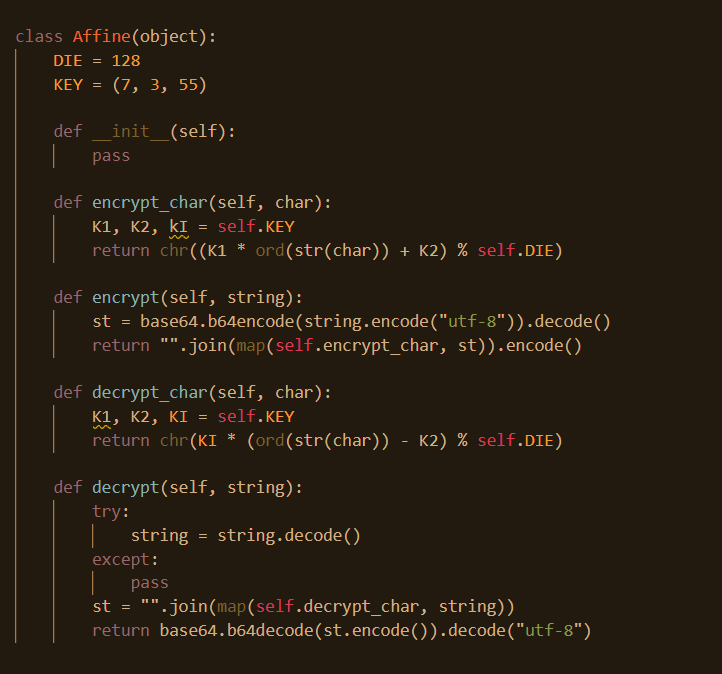 class Affine(object):
    DIE = 128
    KEY = (7, 3, 55)

    def __init__(self):
        pass

    def encrypt_char(self, char):
        K1, K2, kI = self.KEY
        return chr((K1 * ord(str(char)) + K2) % self.DIE)

    def encrypt(self, string):
        st = base64.b64encode(string.encode("utf-8")).decode()
        return "".join(map(self.encrypt_char, st)).encode()

    def decrypt_char(self, char):
        K1, K2, KI = self.KEY
        return chr(KI * (ord(str(char)) - K2) % self.DIE)

    def decrypt(self, string):
        try:
            string = string.decode()
        except:
            pass
        st = "".join(map(self.decrypt_char, string))
        return base64.b64decode(st.encode()).decode("utf-8")